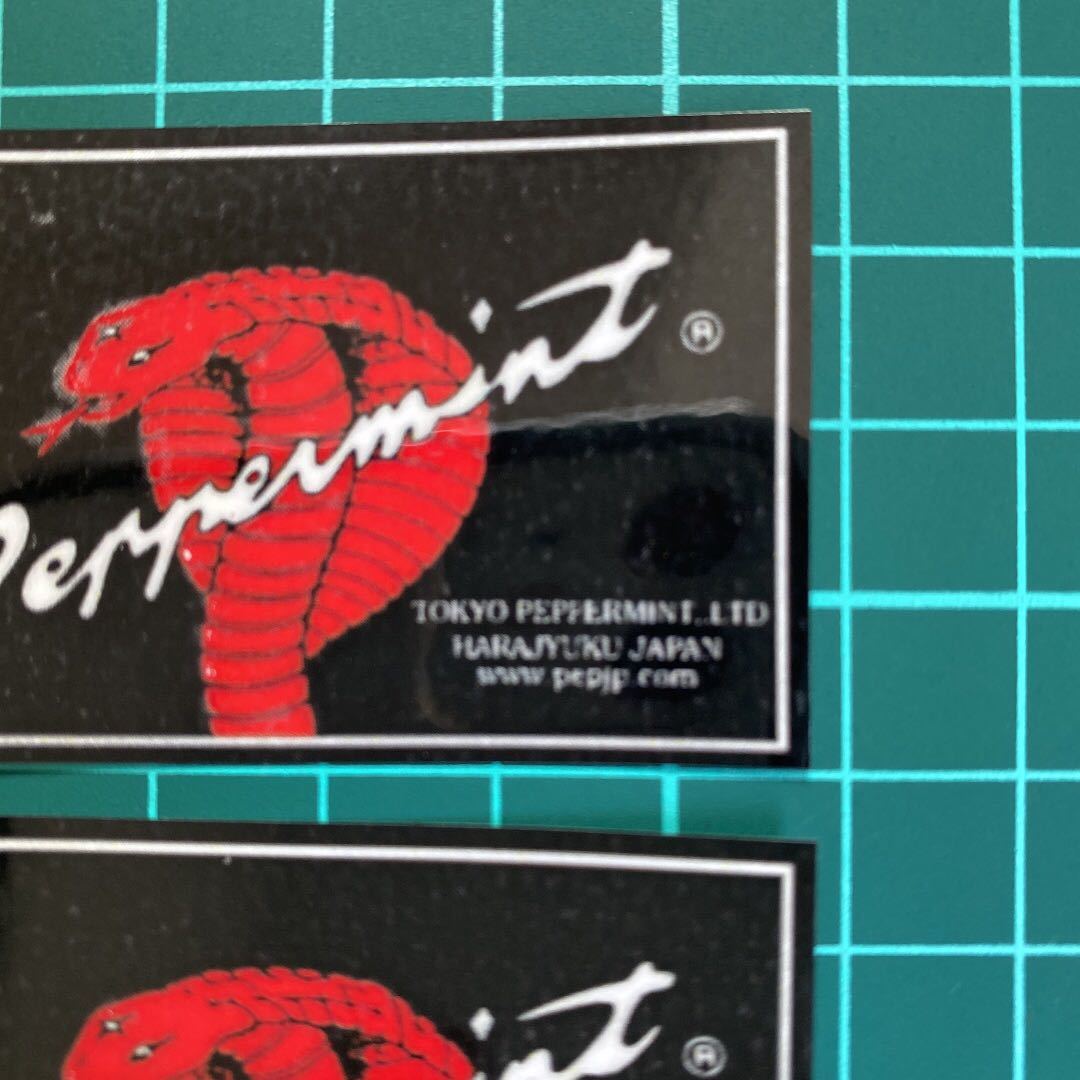 Peppermint ®
TOKYO PEPPERMINT.,LTD
HARAJYUKU JAPAN
www.pepjp.com
®